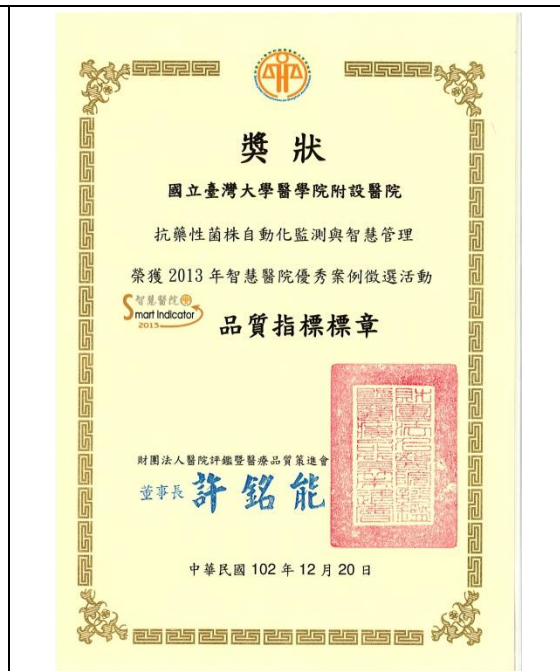 獎狀
國立臺灣大學醫學院附設醫院
抗藥性菌株自動化監測與智慧管理
榮獲 2013 年智慧醫院優秀案例徵選活動
智慧醫院
Smart Indicator
2013
品質指標標章
財團法人醫院評鑑暨醫療品質策進會
董事長 許銘能
中華民國 102 年 12 月 20 日